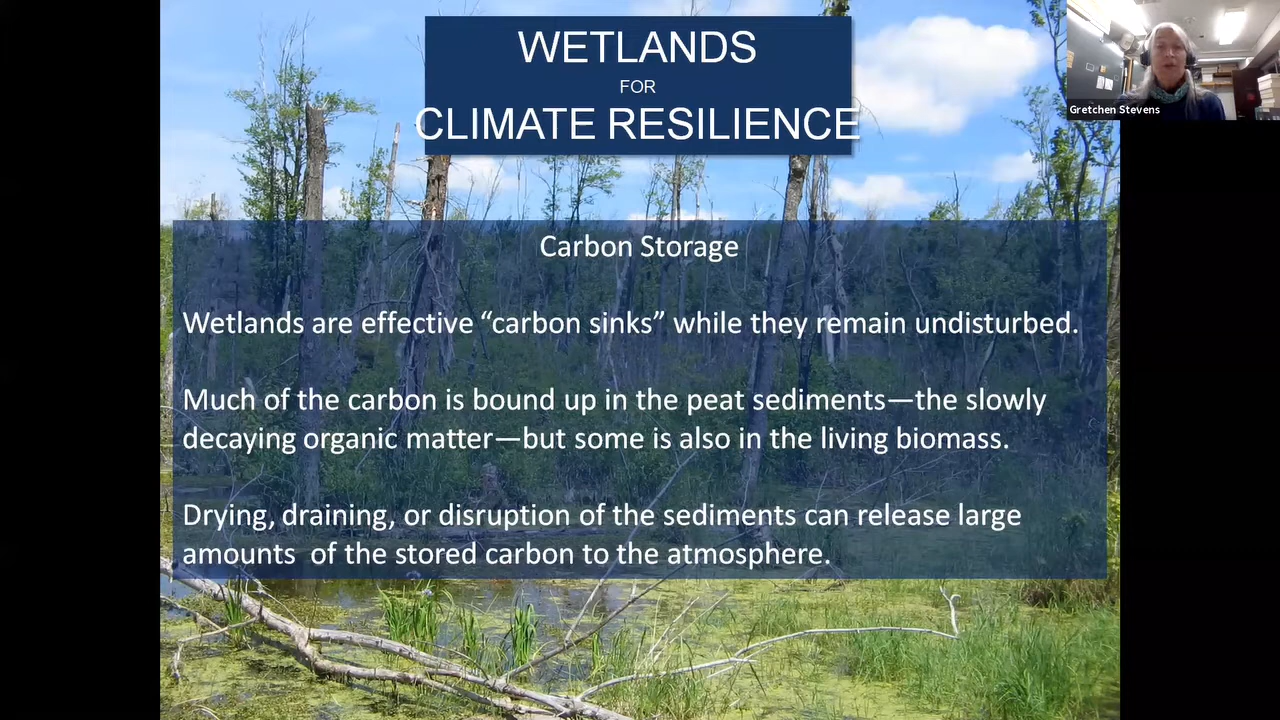 WETLANDS
FOR
CLIMATE RESILIENCE
Gretchen Stevens
Carbon Storage
Wetlands are effective “carbon sinks” while they remain undisturbed.
Much of the carbon is bound up in the peat sediments—the slowly
decaying organic matter—but some is also in the living biomass.
Drying, draining, or disruption of the sediments can release large
amounts  of the stored carbon to the atmosphere.